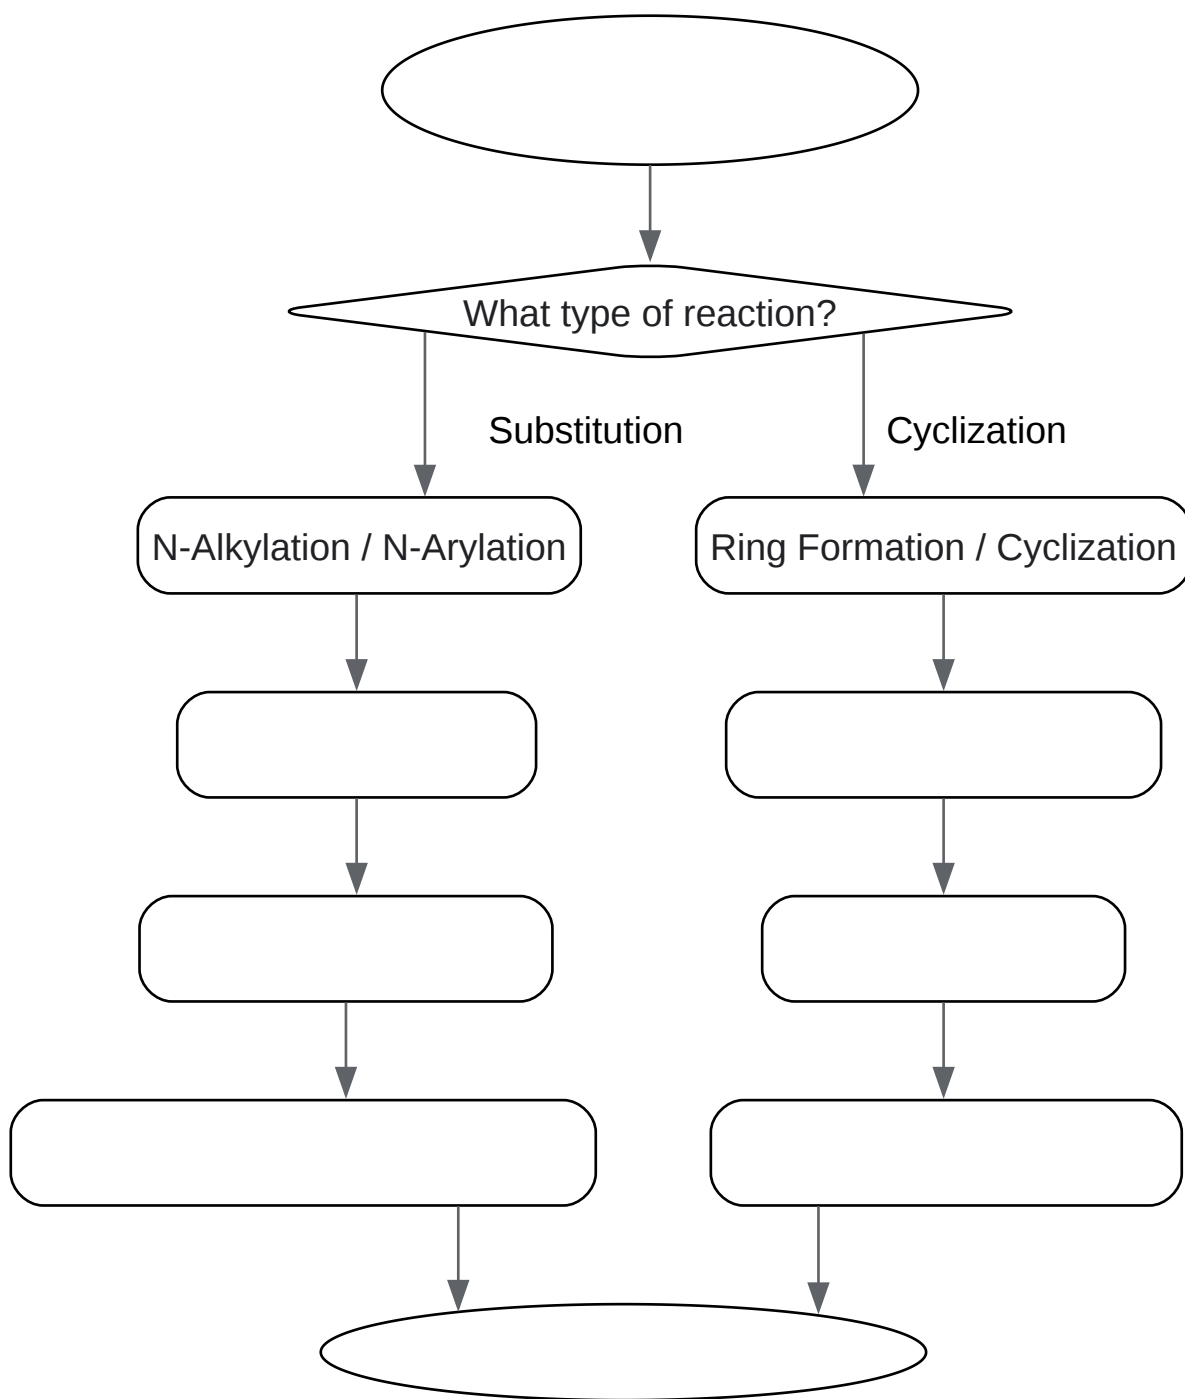 What type of reaction?
Substitution
Cyclization
N-Alkylation / N-Arylation
Ring Formation / Cyclization